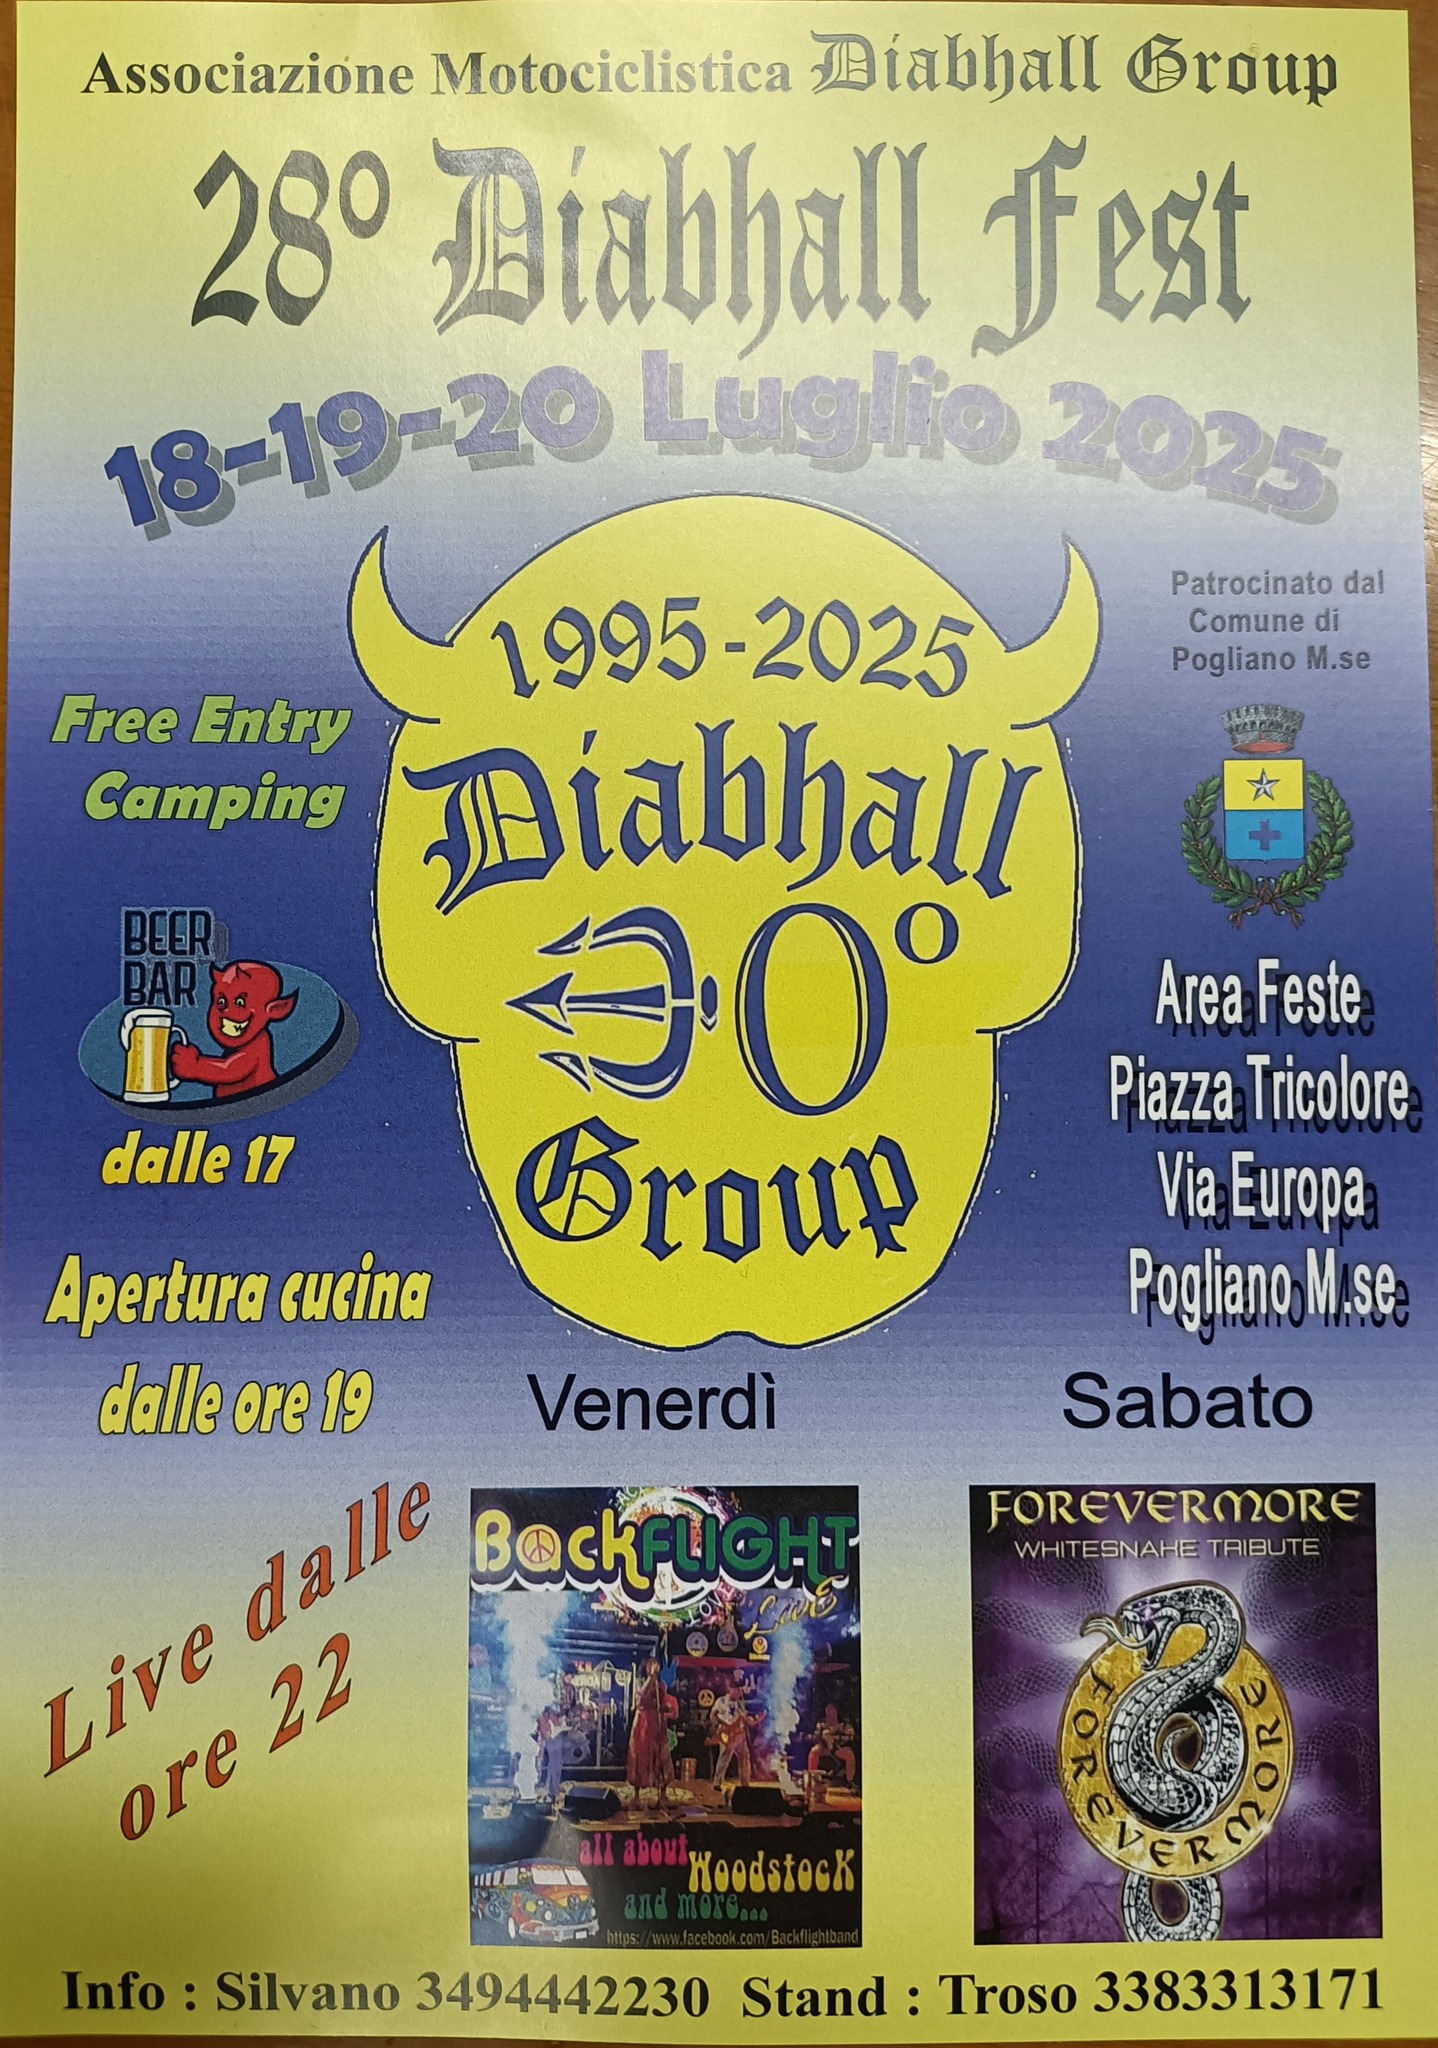 Associazione Motociclistica Diabhall Group
28° Diabhall Fest
18-19-20 Luglio 2025
1995-2025
Diabhall
30°
Group
Patrocinato dal
Comune di
Pogliano M.se
Free Entry
Camping
BEER
BAR
dalle 17
Apertura cucina
dalle ore 19
Area Feste
Piazza Tricolore
Via Europa
Pogliano M.se
Live dalle
ore 22
Venerdì
BackFLIGHT
LivE
all about
WoodstocK
and more...
https://www.facebook.com/Backflightband
Sabato
FOREVERMORE
WHITESNAKE TRIBUTE
FOREVERMORE
Info : Silvano 3494442230 Stand : Troso 3383313171